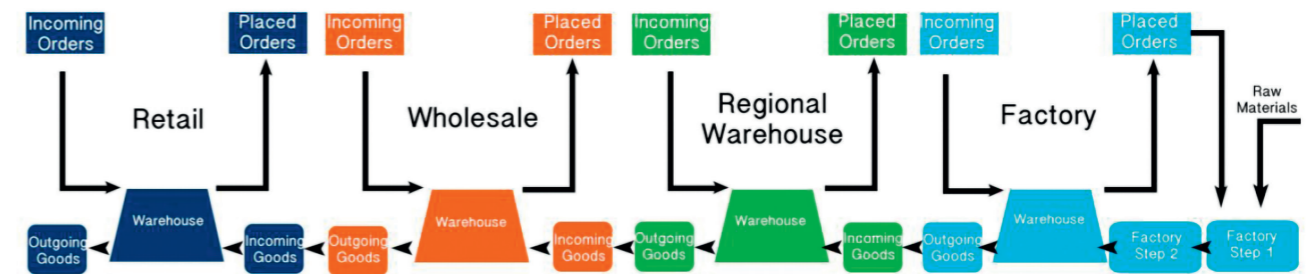 Incoming
Orders
Placed
Orders
Incoming
Orders
Placed
Orders
Incoming
Orders
Placed
Orders
Incoming
Orders
Placed
Orders
Retail
Wholesale
Regional
Warehouse
Factory
Raw
Materials
Warehouse
Warehouse
Warehouse
Warehouse
Outgoing
Goods
Incoming
Goods
Outgoing
Goods
Incoming
Goods
Outgoing
Goods
Incoming
Goods
Outgoing
Goods
Factory
Step 2
Factory
Step 1